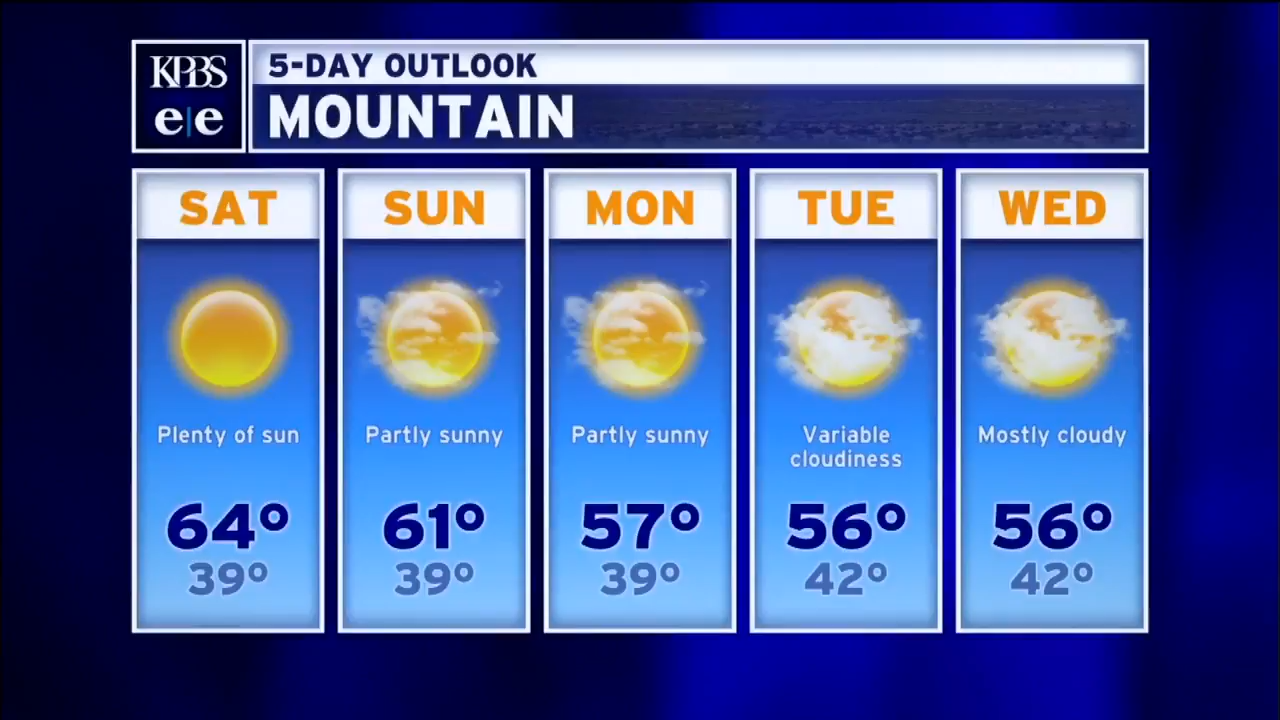 KPBS
e|e
5-DAY OUTLOOK
MOUNTAIN
SAT
Plenty of sun
64°
39°
SUN
Partly sunny
61°
39°
MON
Partly sunny
57°
39°
TUE
Variable
cloudiness
56°
42°
WED
Mostly cloudy
56°
42°